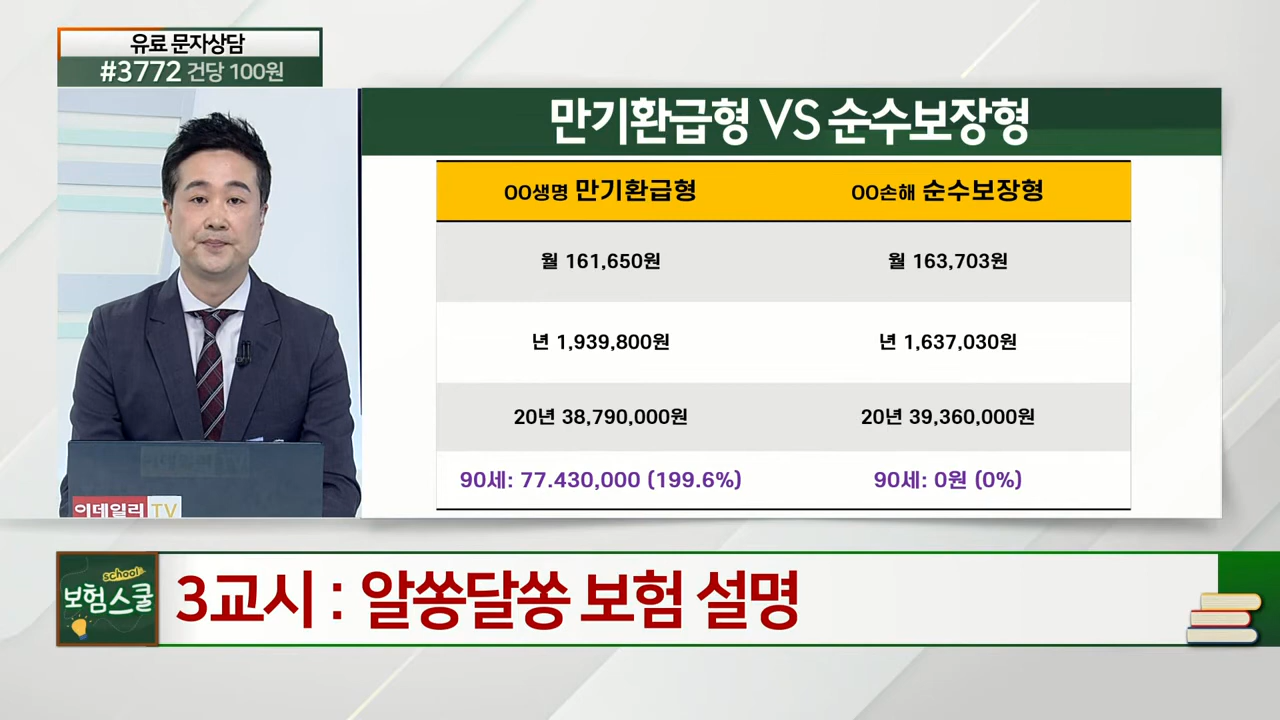 유료 문자상담
#3772 건당 100원
만기환급형 VS 순수보장형
OO생명 만기환급형
OO손해 순수보장형
월 161,650원
월 163,703원
년 1,939,800원
년 1,637,030원
20년 38,790,000원
20년 39,360,000원
90세: 77.430,000 (199.6%)
90세: 0원 (0%)
이데일리 TV
school
보험스쿨
3교시 : 알쏭달쏭 보험 설명